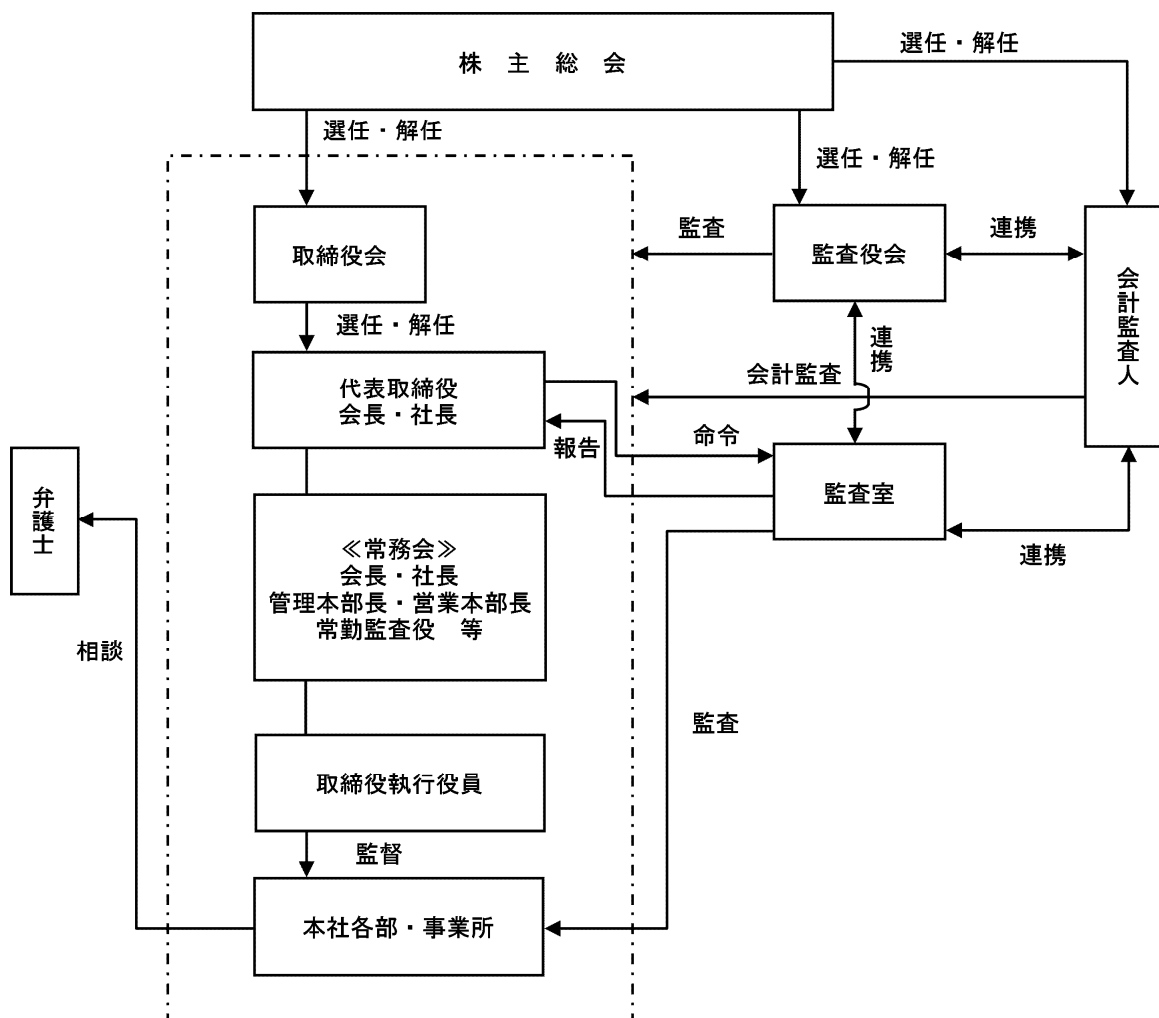 株　主　総　会
選任・解任
選任・解任
選任・解任
取締役会
監査
監査役会
連携
会計監査人
選任・解任
連携
代表取締役
会長・社長
会計監査
命令
報告
監査室
連携
弁護士
≪常務会≫
会長・社長
管理本部長・営業本部長
常勤監査役　等
相談
監査
取締役執行役員
監督
本社各部・事業所